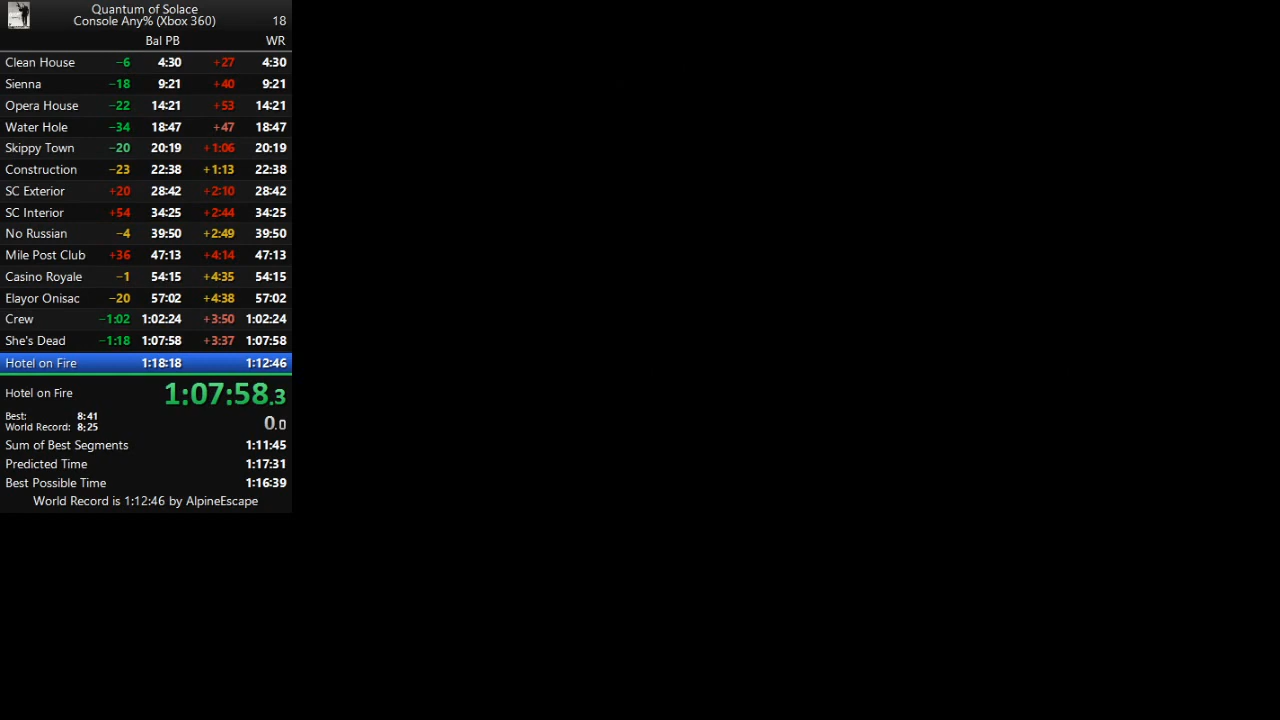 Quantum of Solace
Console Any% (Xbox 360) 18
Bal PB WR
Clean House −6 4:30 +27 4:30
Sienna −18 9:21 +40 9:21
Opera House −22 14:21 +53 14:21
Water Hole −34 18:47 +47 18:47
Skippy Town −20 20:19 +1:06 20:19
Construction −23 22:38 +1:13 22:38
SC Exterior +20 28:42 +2:10 28:42
SC Interior +54 34:25 +2:44 34:25
No Russian −4 39:50 +2:49 39:50
Mile Post Club +36 47:13 +4:14 47:13
Casino Royale −1 54:15 +4:35 54:15
Elayor Onisac −20 57:02 +4:38 57:02
Crew −1:02 1:02:24 +3:50 1:02:24
She's Dead −1:18 1:07:58 +3:37 1:07:58
Hotel on Fire 1:18:18 1:12:46
Hotel on Fire 1:07:58.3
Best: 8:41
World Record: 8:25 0.0
Sum of Best Segments 1:11:45
Predicted Time 1:17:31
Best Possible Time 1:16:39
World Record is 1:12:46 by AlpineEscape